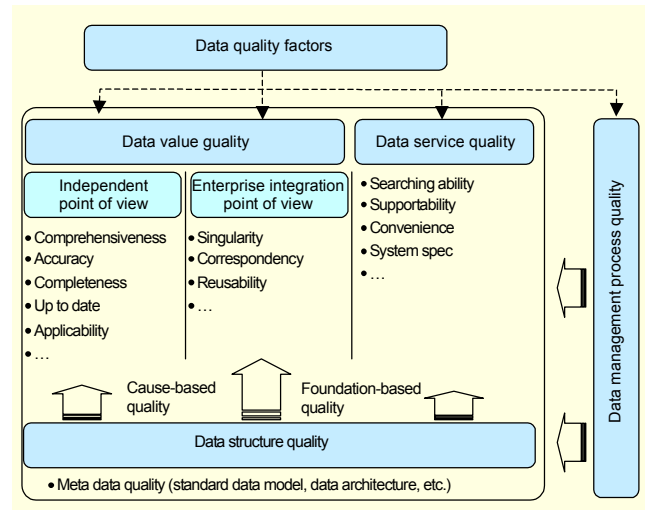 Data quality factors
Data value guality
Data service quality
Independent
point of view
Enterprise integration
point of view
• Comprehensiveness
• Accuracy
• Completeness
• Up to date
• Applicability
• …
• Singularity
• Correspondency
• Reusability
• …
• Searching ability
• Supportability
• Convenience
• System spec
• …
Data management process quality
Cause-based
quality
Foundation-based
quality
Data structure quality
• Meta data quality (standard data model, data architecture, etc.)